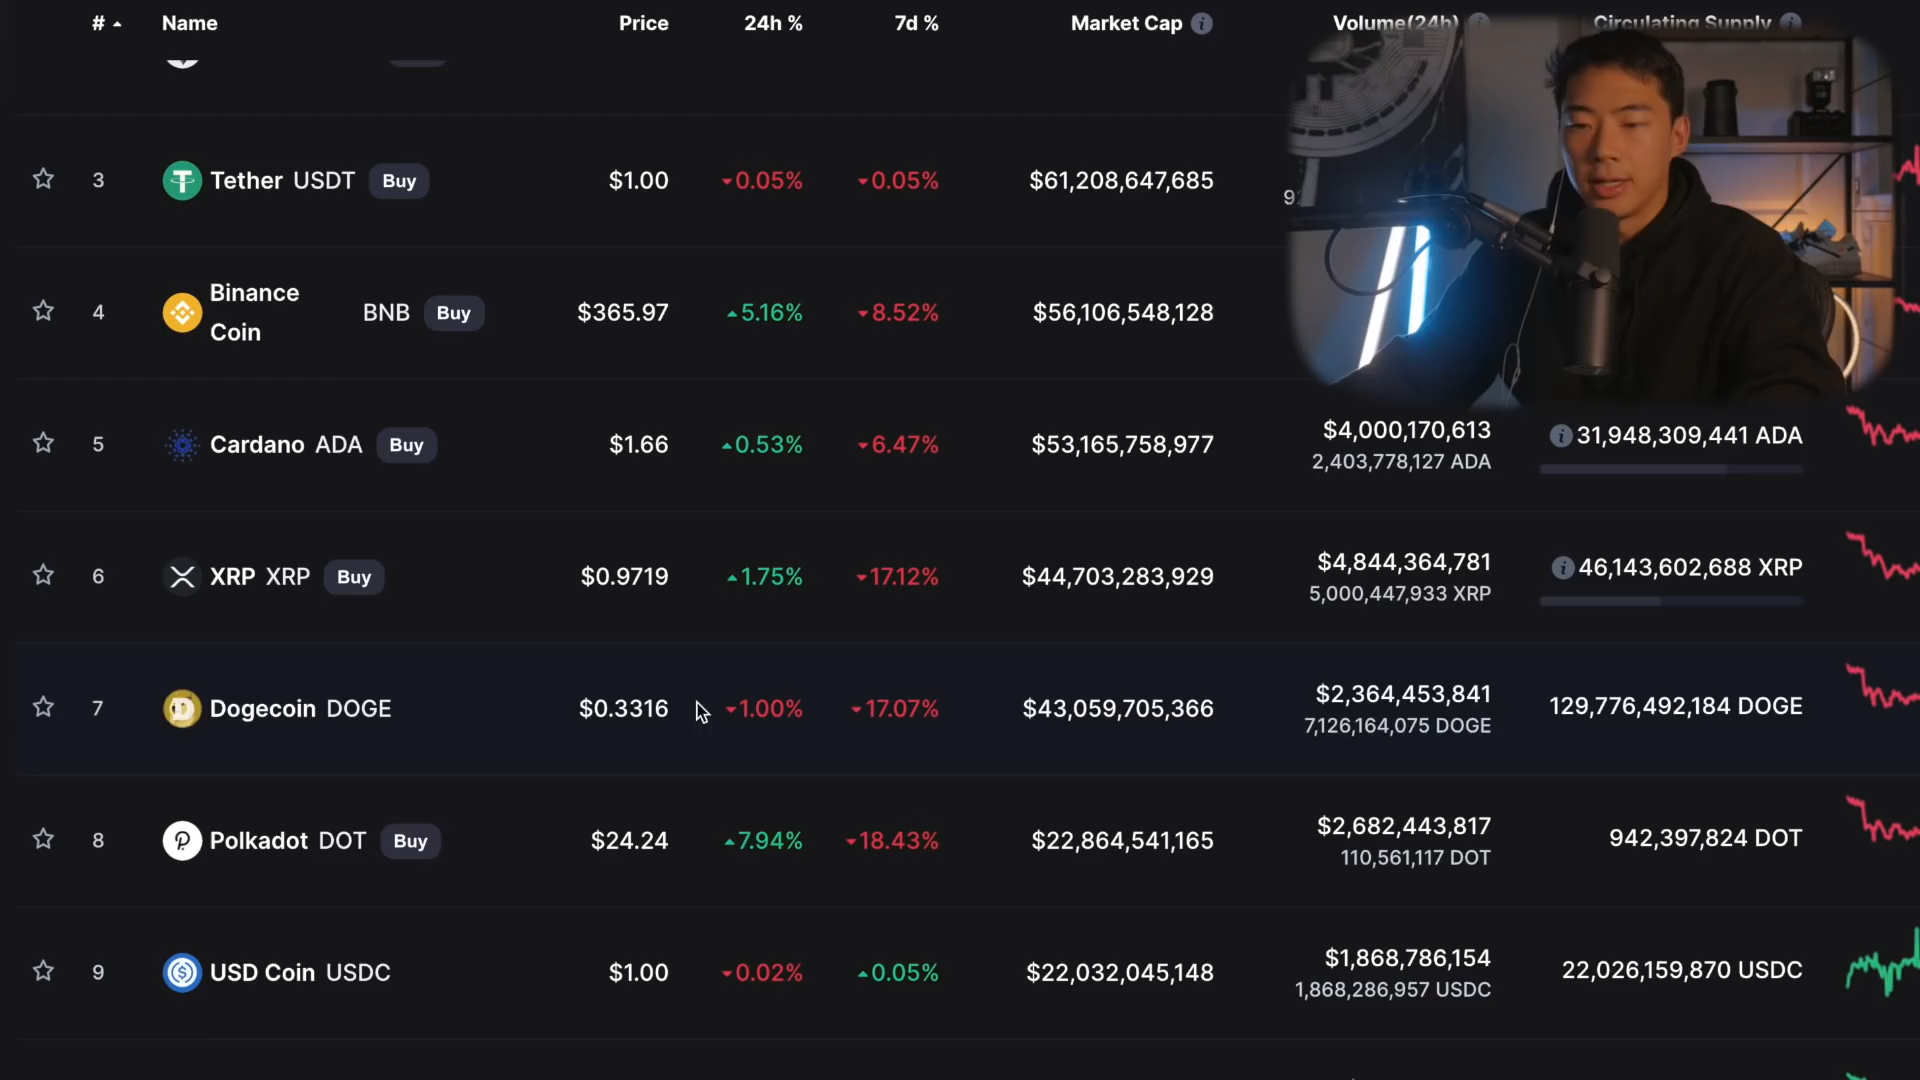 # Name Price 24h % 7d % Market Cap Volume(24h) Circulating Supply
3 Tether USDT Buy $1.00 0.05% 0.05% $61,208,647,685
4 Binance Coin BNB Buy $365.97 5.16% 8.52% $56,106,548,128
5 Cardano ADA Buy $1.66 0.53% 6.47% $53,165,758,977 $4,000,170,613 31,948,309,441 ADA
2,403,778,127 ADA
6 XRP XRP Buy $0.9719 1.75% 17.12% $44,703,283,929 $4,844,364,781 46,143,602,688 XRP
5,000,447,933 XRP
7 Dogecoin DOGE $0.3316 1.00% 17.07% $43,059,705,366 $2,364,453,841 129,776,492,184 DOGE
7,126,164,075 DOGE
8 Polkadot DOT Buy $24.24 7.94% 18.43% $22,864,541,165 $2,682,443,817 942,397,824 DOT
110,561,117 DOT
9 USD Coin USDC $1.00 0.02% 0.05% $22,032,045,148 $1,868,786,154 22,026,159,870 USDC
1,868,286,957 USDC